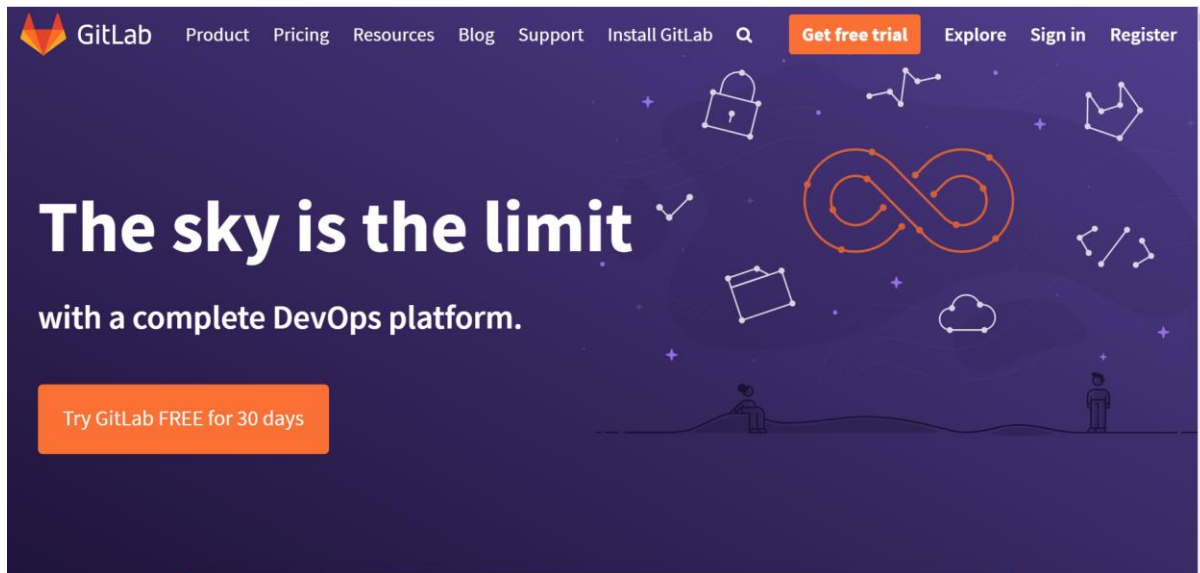 GitLab Product Pricing Resources Blog Support Install GitLab Get free trial Explore Sign in Register
The sky is the limit
with a complete DevOps platform.
Try GitLab FREE for 30 days